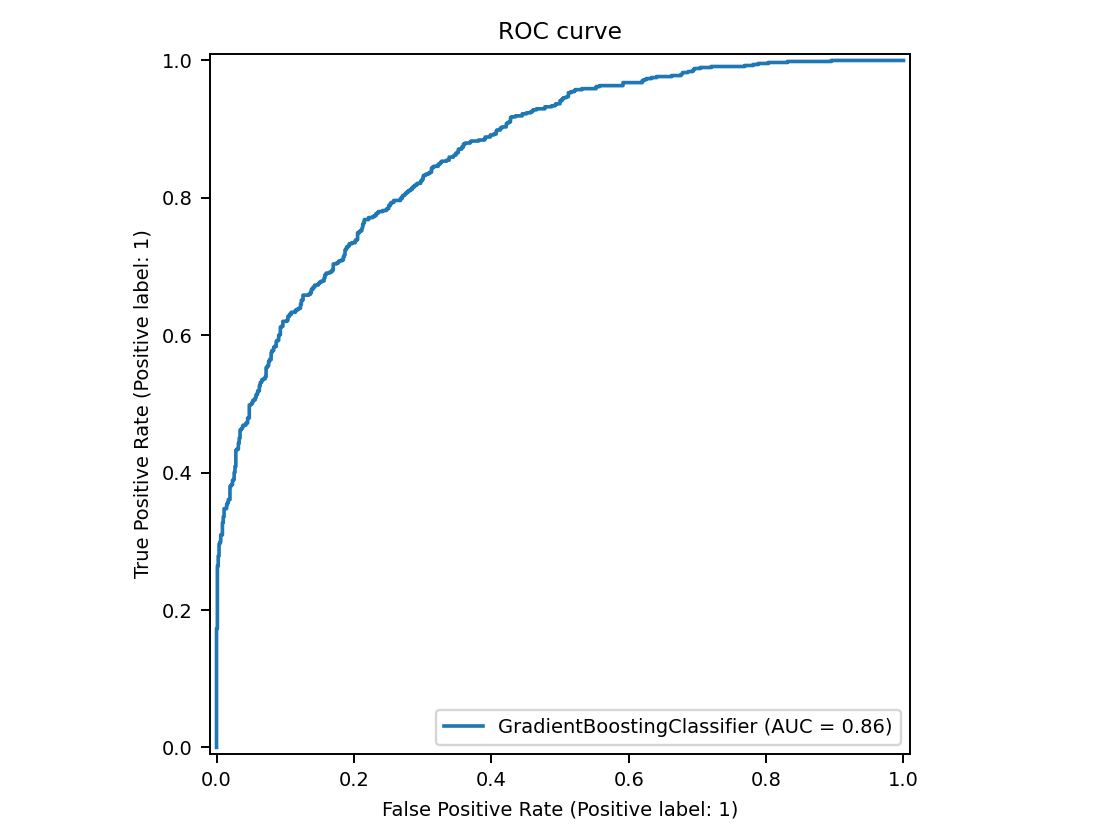 ROC curve
True Positive Rate (Positive label: 1)
1.0
0.8
0.6
0.4
0.2
0.0
GradientBoostingClassifier (AUC = 0.86)
0.0 0.2 0.4 0.6 0.8 1.0
False Positive Rate (Positive label: 1)